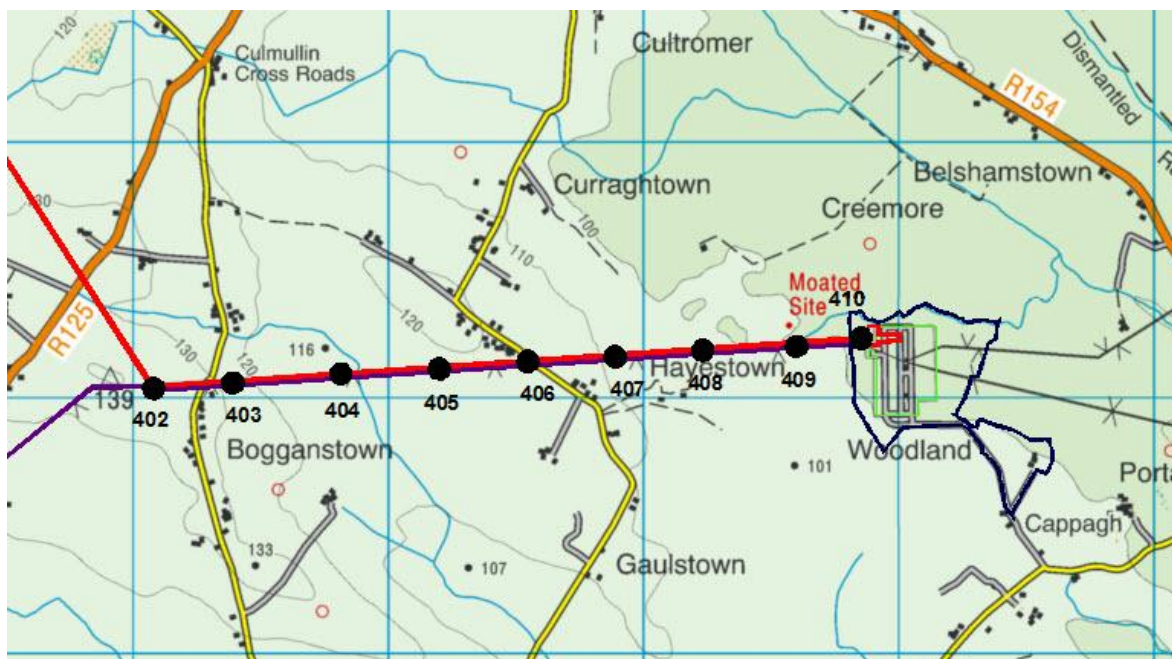 120
Culmullin
Cross Roads
Cultromer
R154
Dismantled
Ra
Curraghtown
Belshamstown
Creemore
130
100
110
Moated
Site
410
R125
120
116
130
120
139
402
403
404
405
406
407
Hayestown
408
409
Bogganstown
Woodland
101
Porta
133
107
Gaulstown
Cappagh